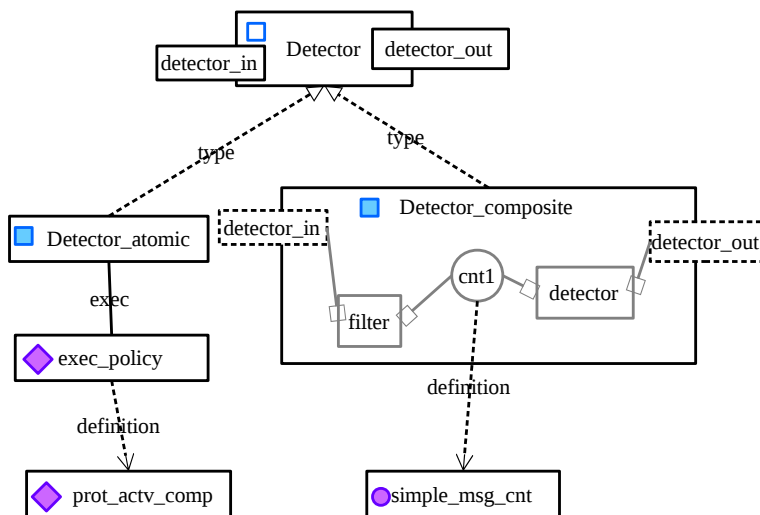 Detector
detector_out
detector_in
type
type
Detector_composite
detector_in
Detector_atomic
detector_out
cnt1
detector
exec
filter
exec_policy
definition
definition
prot_actv_comp
simple_msg_cnt